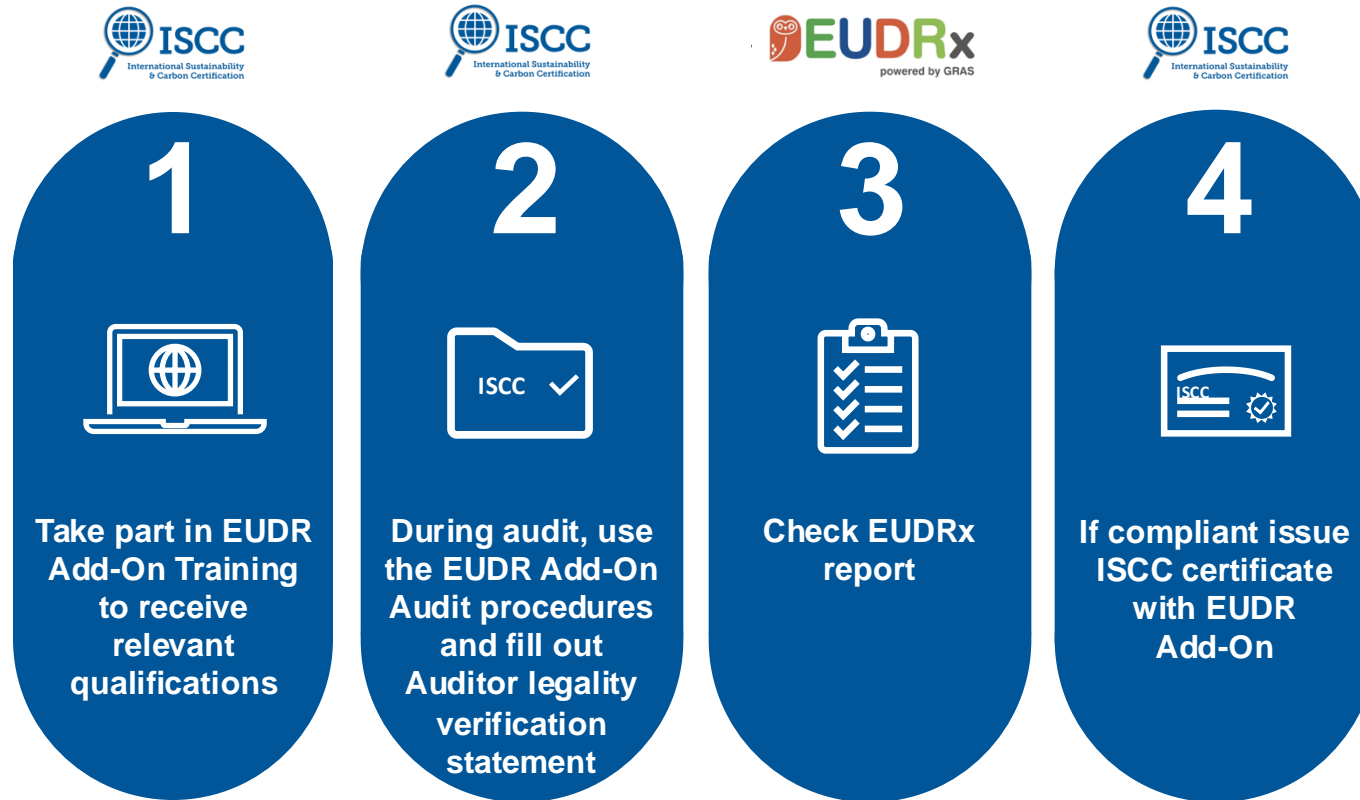 ISCC
International Sustainability
& Carbon Certification
ISCC
International Sustainability
& Carbon Certification
EUDRx
powered by GRAS
ISCC
International Sustainability
& Carbon Certification
1
Take part in EUDR
Add-On Training
to receive
relevant
qualifications
2
ISCC
During audit, use
the EUDR Add-On
Audit procedures
and fill out
Auditor legality
verification
statement
3
Check EUDRx
report
4
ISCC
If compliant issue
ISCC certificate
with EUDR
Add-On